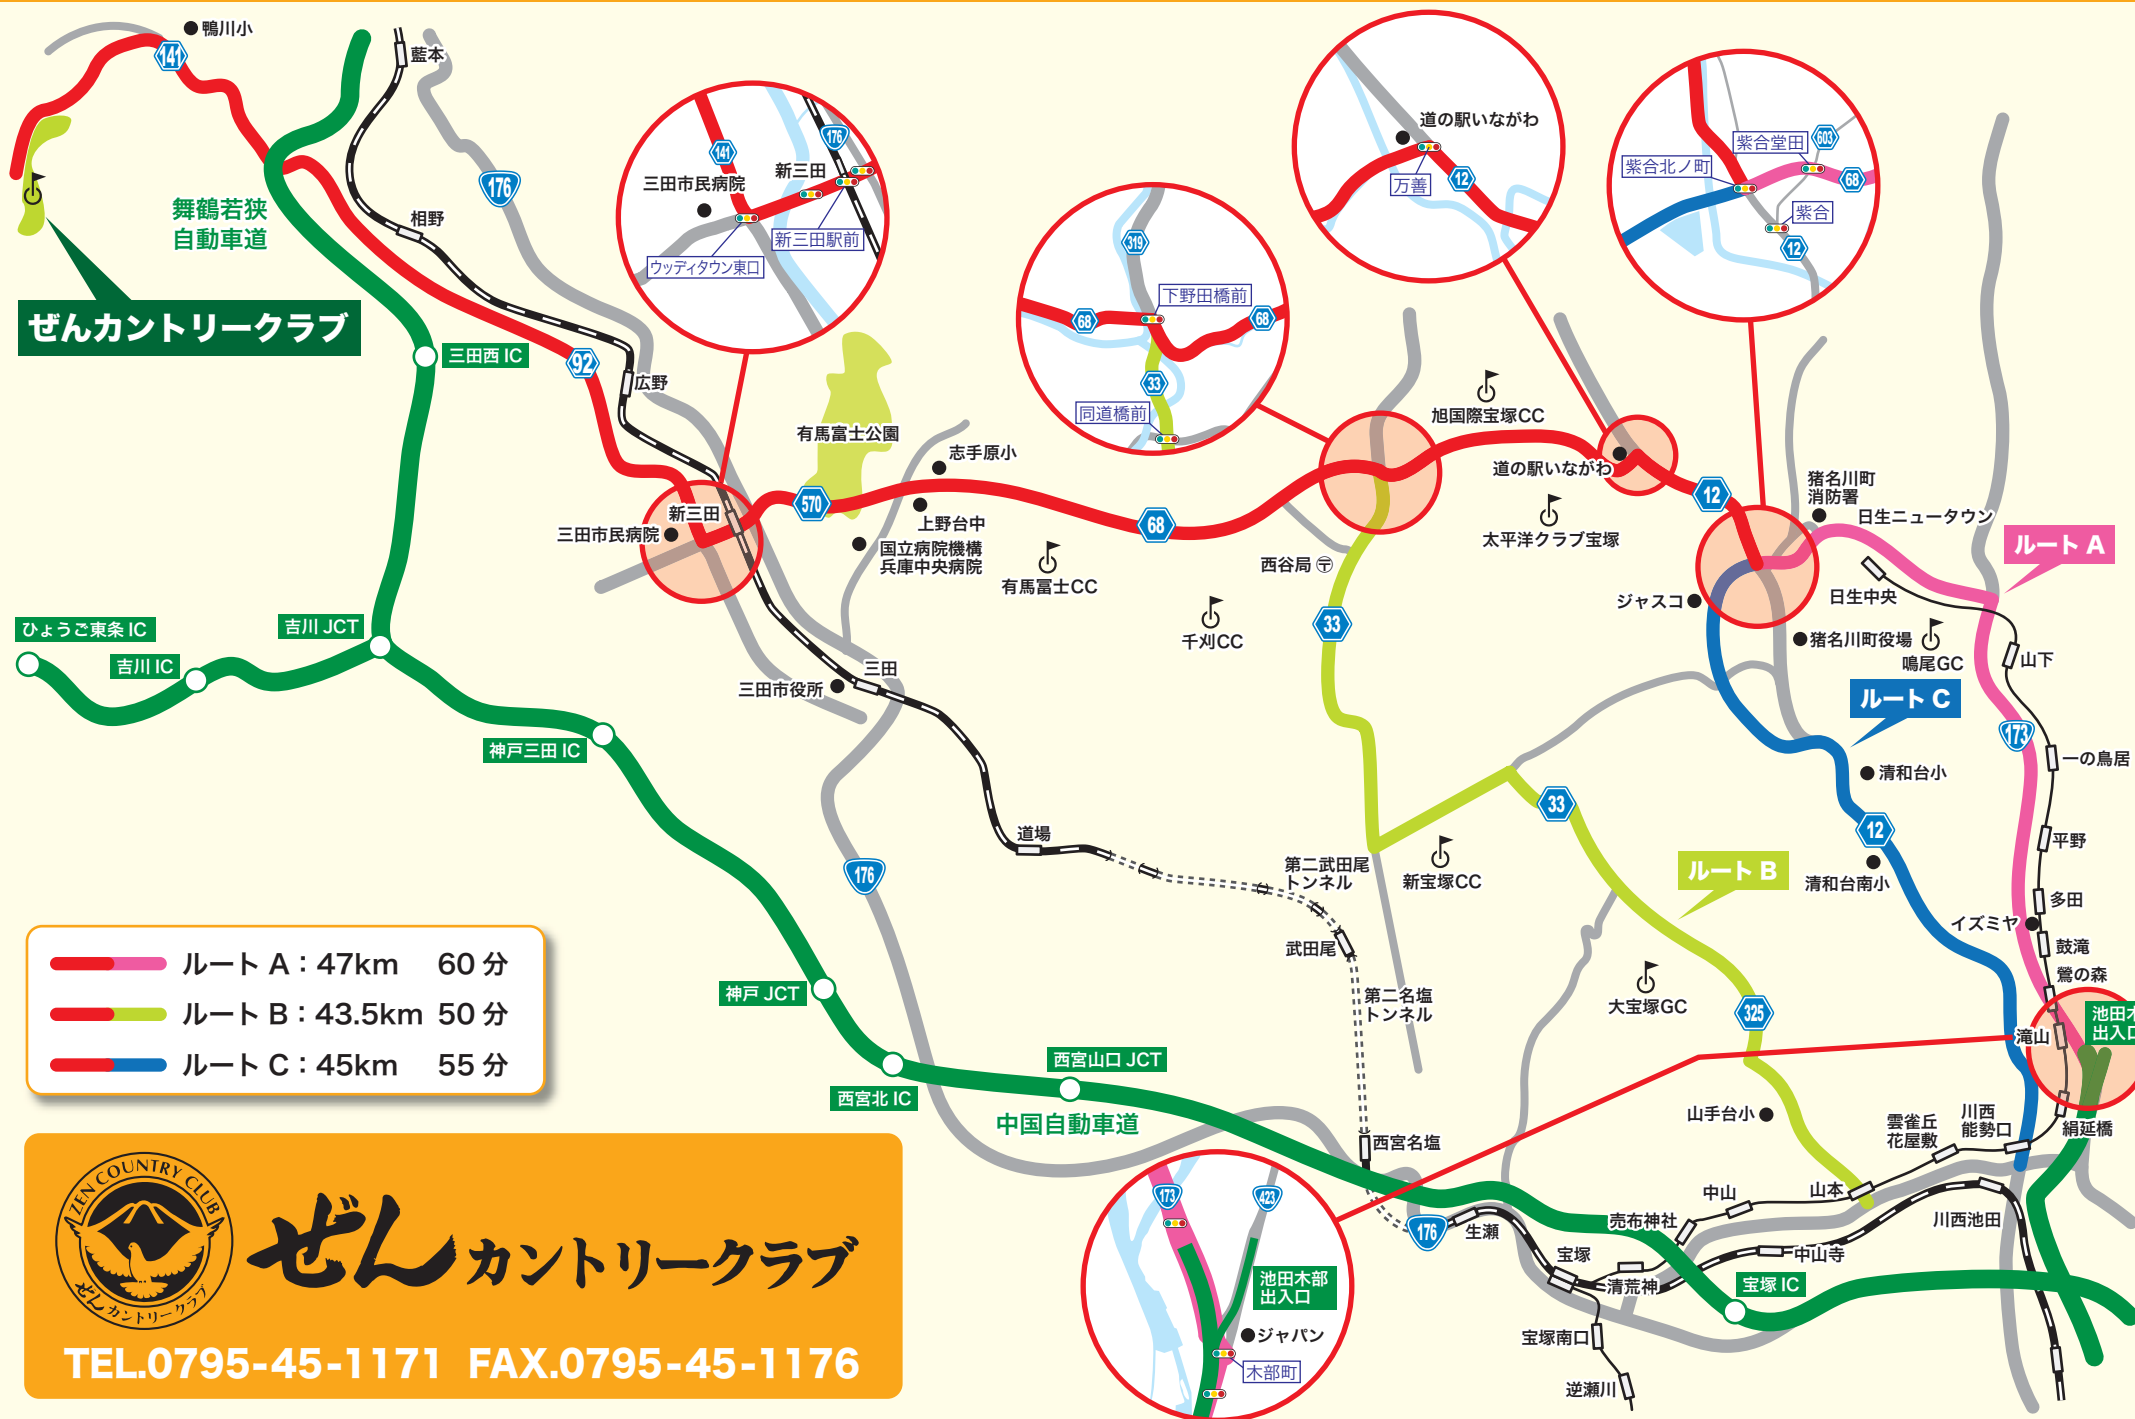 鴨川小
141
藍本
176
舞鶴若狭
自動車道
相野
ぜんカントリークラブ
三田西 IC
92
広野
141
176
三田市民病院
新三田
新三田駅前
ウッディタウン東口
319
68
下野田橋前
68
33
同道橋前
道の駅いながわ
万善
12
紫合堂田
603
紫合北ノ町
68
紫合
12
有馬富士公園
志手原小
570
新三田
三田市民病院
上野台中
国立病院機構
兵庫中央病院
有馬富士CC
68
旭国際宝塚CC
道の駅いながわ
太平洋クラブ宝塚
西谷局
千刈CC
33
12
猪名川町
消防署
日生ニュータウン
ルート A
日生中央
ジャスコ
猪名川町役場
鳴尾GC
山下
ルート C
173
一の鳥居
清和台小
12
平野
清和台南小
多田
イズミヤ
鼓滝
鶯の森
滝山
池田木
出入口
絹延橋
ひょうご東条 IC
吉川 IC
吉川 JCT
神戸三田 IC
三田市役所
三田
道場
176
第二武田尾
トンネル
武田尾
第二名塩
トンネル
新宝塚CC
33
ルート B
大宝塚GC
325
山手台小
雲雀丘
花屋敷
川西
能勢口
神戸 JCT
西宮北 IC
西宮山口 JCT
中国自動車道
西宮名塩
176
生瀬
宝塚
売布神社
中山
山本
川西池田
中山寺
清荒神
宝塚 IC
宝塚南口
逆瀬川
173
423
池田木部
出入口
ジャパン
木部町
ルート A：47km 60 分
ルート B：43.5km 50 分
ルート C：45km 55 分
ZEN COUNTRY CLUB
ぜんカントリークラブ
ぜんカントリークラブ
TEL.0795-45-1171 FAX.0795-45-1176